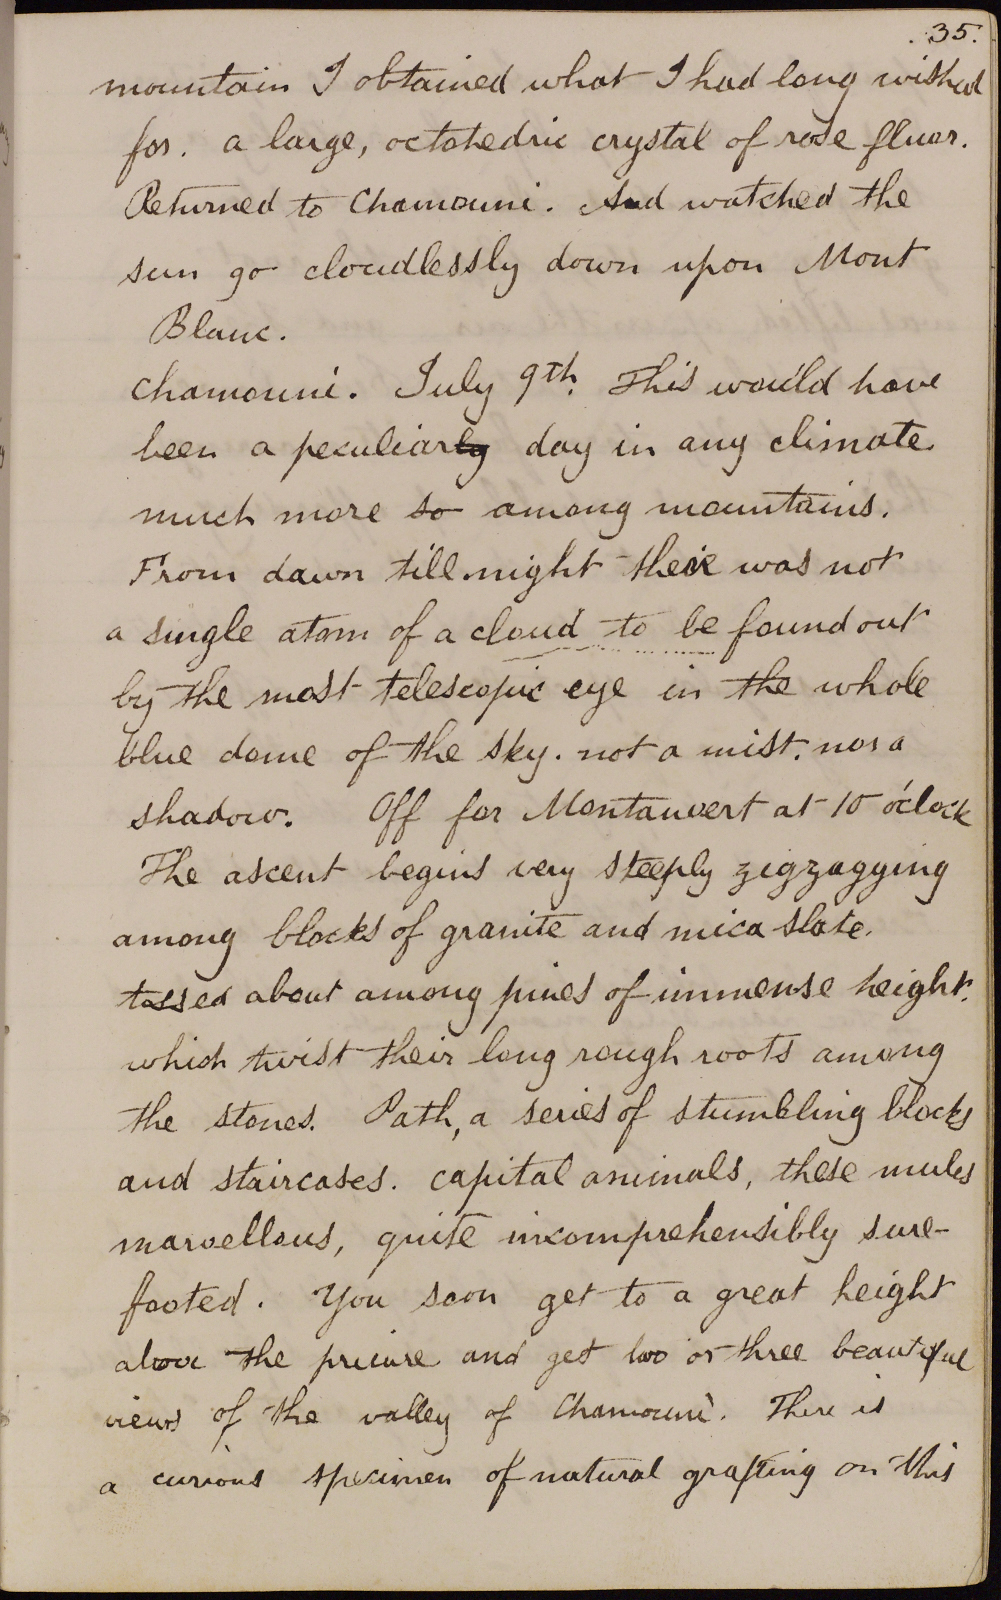 35.
mountain I obtained what I had long wished
for. a large, octohedric crystal of rose fluor.
Returned to Chamouni. And watched the
sun go cloudlessly down upon Mont
Blanc.
Chamouni. July 9th. This would have
been a peculiarly day in any climate
much more so among mountains.
From dawn till night there was not
a single atom of a cloud to be found out
by the most telescopic eye in the whole
blue dome of the sky. not a mist. nor a
shadow. Off for Montanvert at 10 o'clock
The ascent begins very steeply zigzagging
among blocks of granite and mica slate.
tossed about among pines of immense height.
which twist their long rough roots among
the stones. Path, a series of stumbling blocks
and staircases. capital animals, these mules
marvellous, quite incomprehensibly sure-
footed. You soon get to a great height
above the and get two or three beautiful
views of the valley of Chamouni. There is
a curious specimen of natural grafting on this